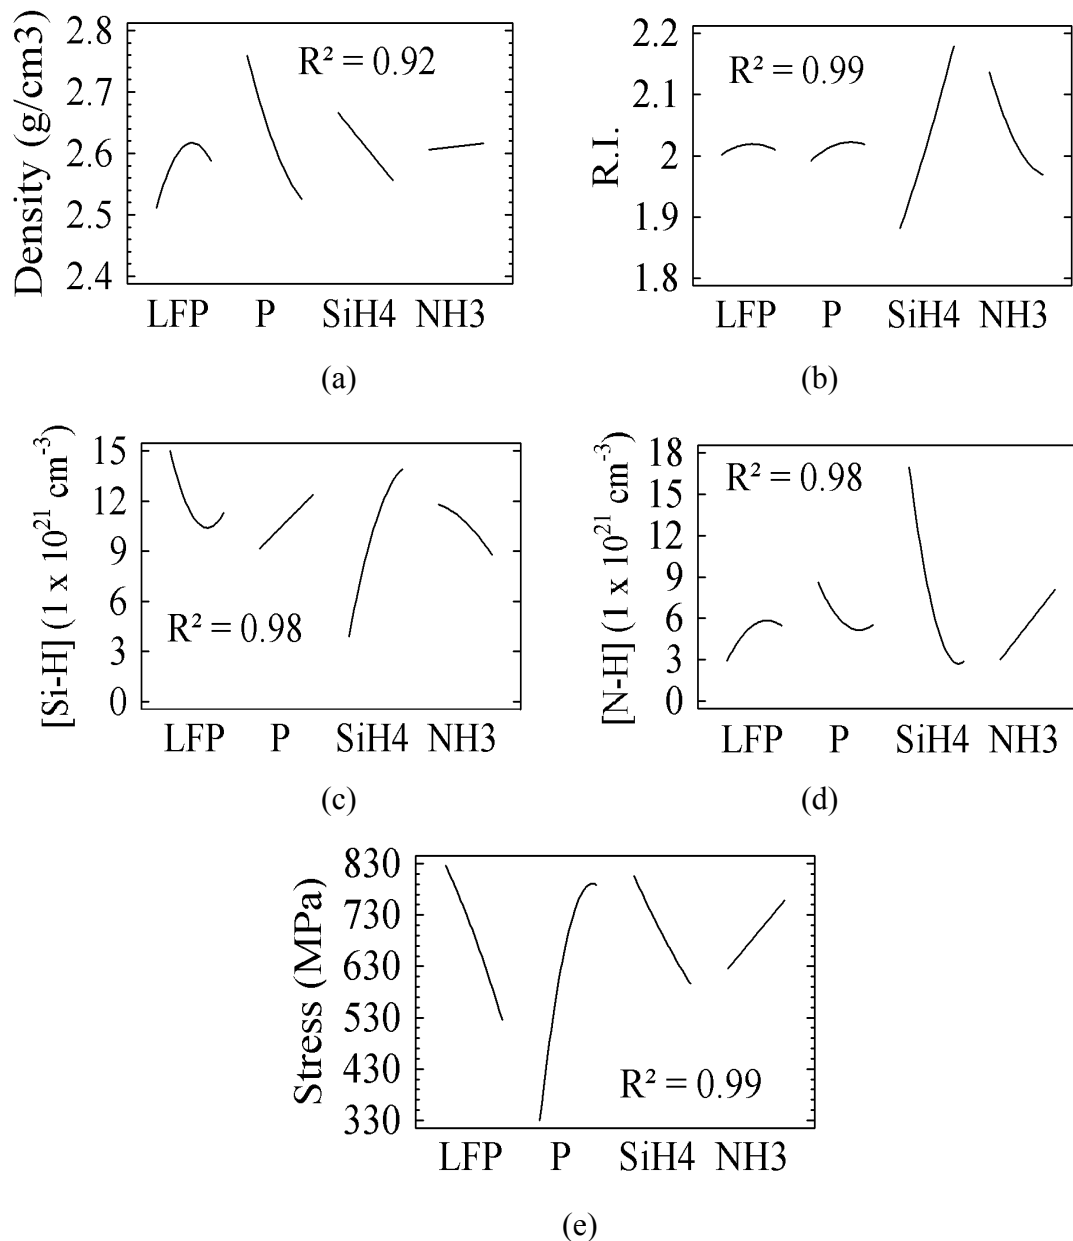 Density (g/cm3)
2.8
2.7
2.6
2.5
2.4
R² = 0.92
LFP P SiH4 NH3
(a)
R.I.
2.2
2.1
2
1.9
1.8
R² = 0.99
LFP P SiH4 NH3
(b)
[Si-H] (1 x 10²¹ cm⁻³)
15
12
9
6
3
0
R² = 0.98
LFP P SiH4 NH3
(c)
[N-H] (1 x 10²¹ cm⁻³)
18
15
12
9
6
3
0
R² = 0.98
LFP P SiH4 NH3
(d)
Stress (MPa)
830
730
630
530
430
330
R² = 0.99
LFP P SiH4 NH3
(e)